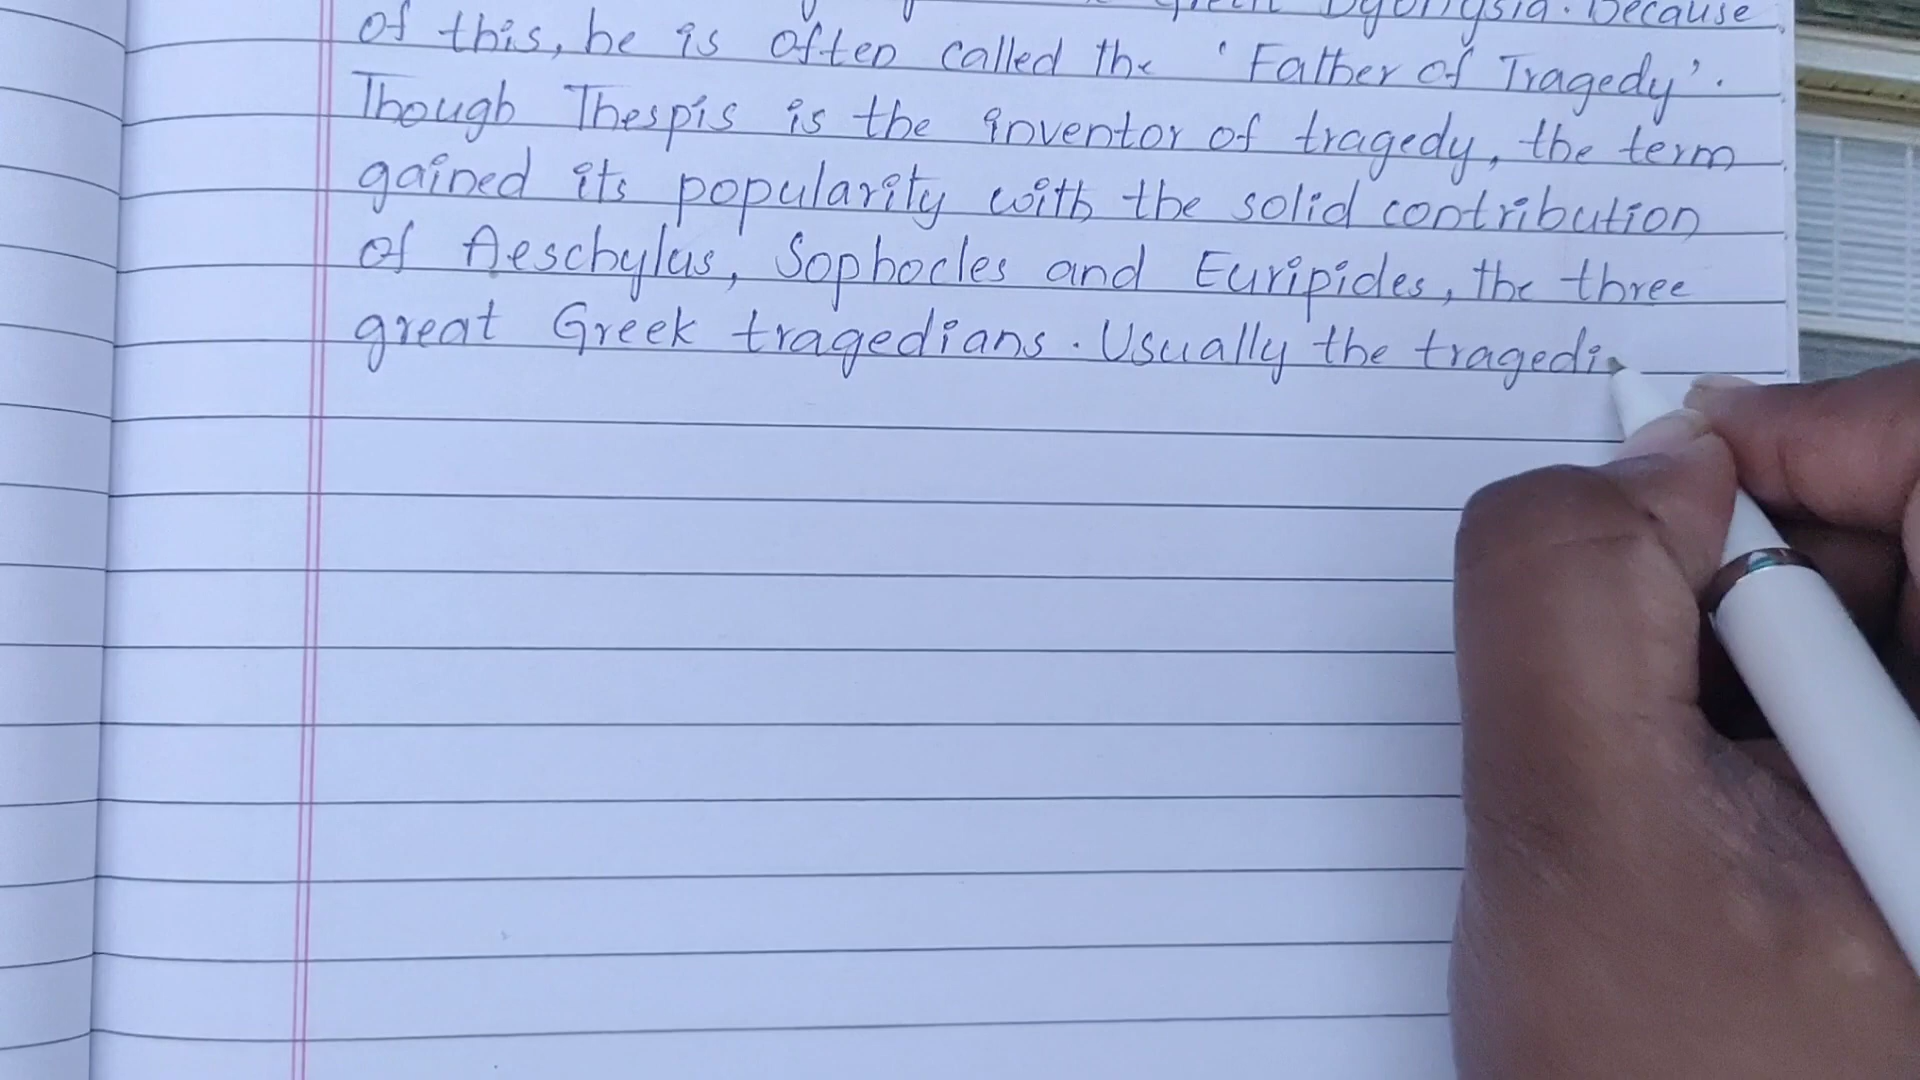 Because
of this, he is often called the 'Father of Tragedy'.
Though Thespis is the inventor of tragedy, the term
gained its popularity with the solid contribution
of Aeschylus, Sophocles and Euripides, the three
great Greek tragedians. Usually the tragedi